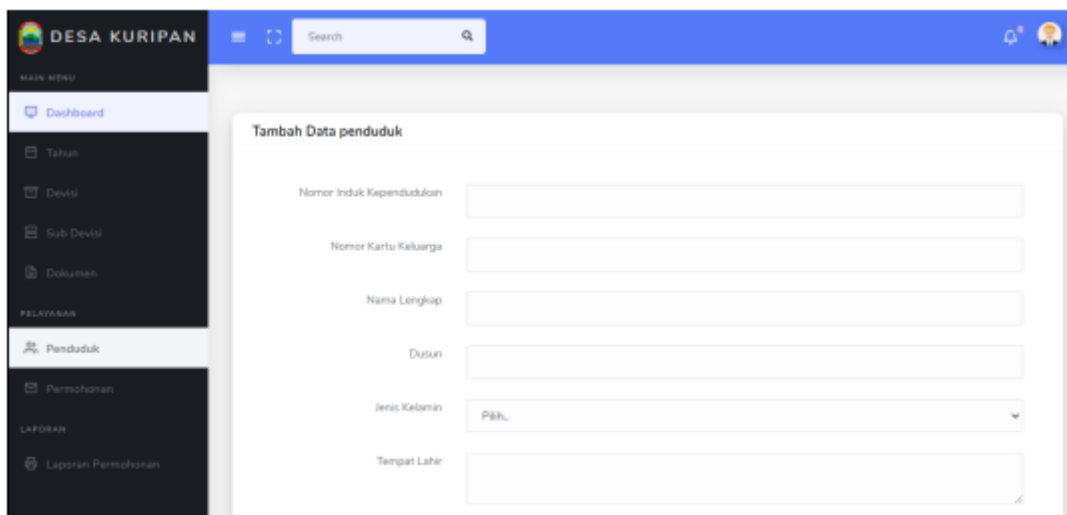 DESA KURIPAN
Search
MAIN MENU
Dashboard
Tahun
Devisi
Sub Devisi
Dokumen
PELAYANAN
Penduduk
Permohonan
LAPORAN
Laporan Permohonan
Tambah Data penduduk
Nomor Induk Kependudukan
Nomor Kartu Keluarga
Nama Lengkap
Dusun
Jenis Kelamin
Pilih..
Tempat Lahir